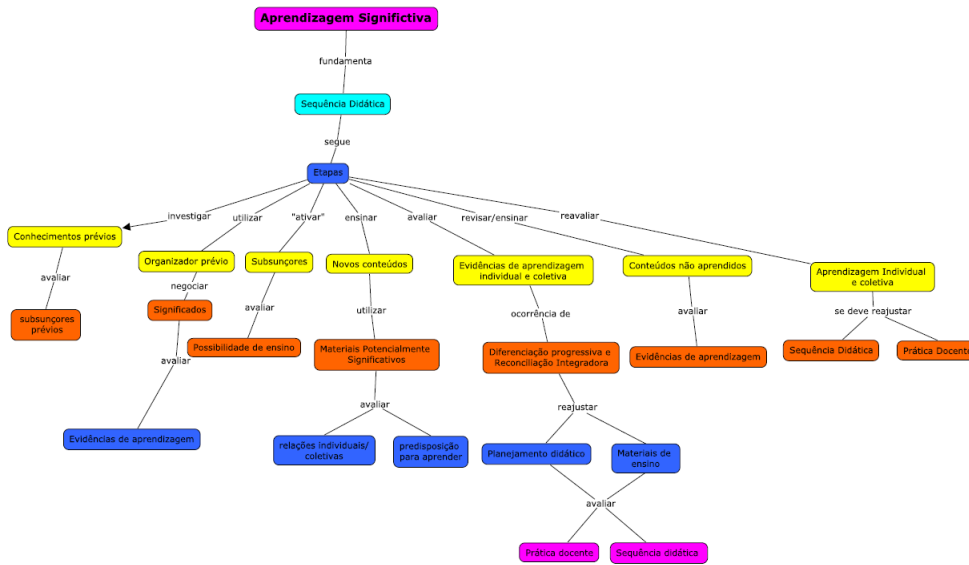 Aprendizagem Significtiva
fundamenta
Sequência Didática
segue
Etapas
investigar
utilizar
"ativar"
ensinar
avaliar
revisar/ensinar
reavaliar
Conhecimentos prévios
Organizador prévio
Subsunçores
Novos conteúdos
Evidências de aprendizagem
individual e coletiva
Conteúdos não aprendidos
Aprendizagem Individual
e coletiva
avaliar
negociar
avaliar
utilizar
ocorrência de
avaliar
se deve reajustar
subsunçores
prévios
Significados
Possibilidade de ensino
Materiais Potencialmente
Significativos
Diferenciação progressiva e
Reconciliação Integradora
Evidências de aprendizagem
Sequência Didática
Prática Docente
avaliar
avaliar
reajustar
Evidências de aprendizagem
relações individuais/
coletivas
predisposição
para aprender
Planejamento didático
Materiais de
ensino
avaliar
Prática docente
Sequência didática